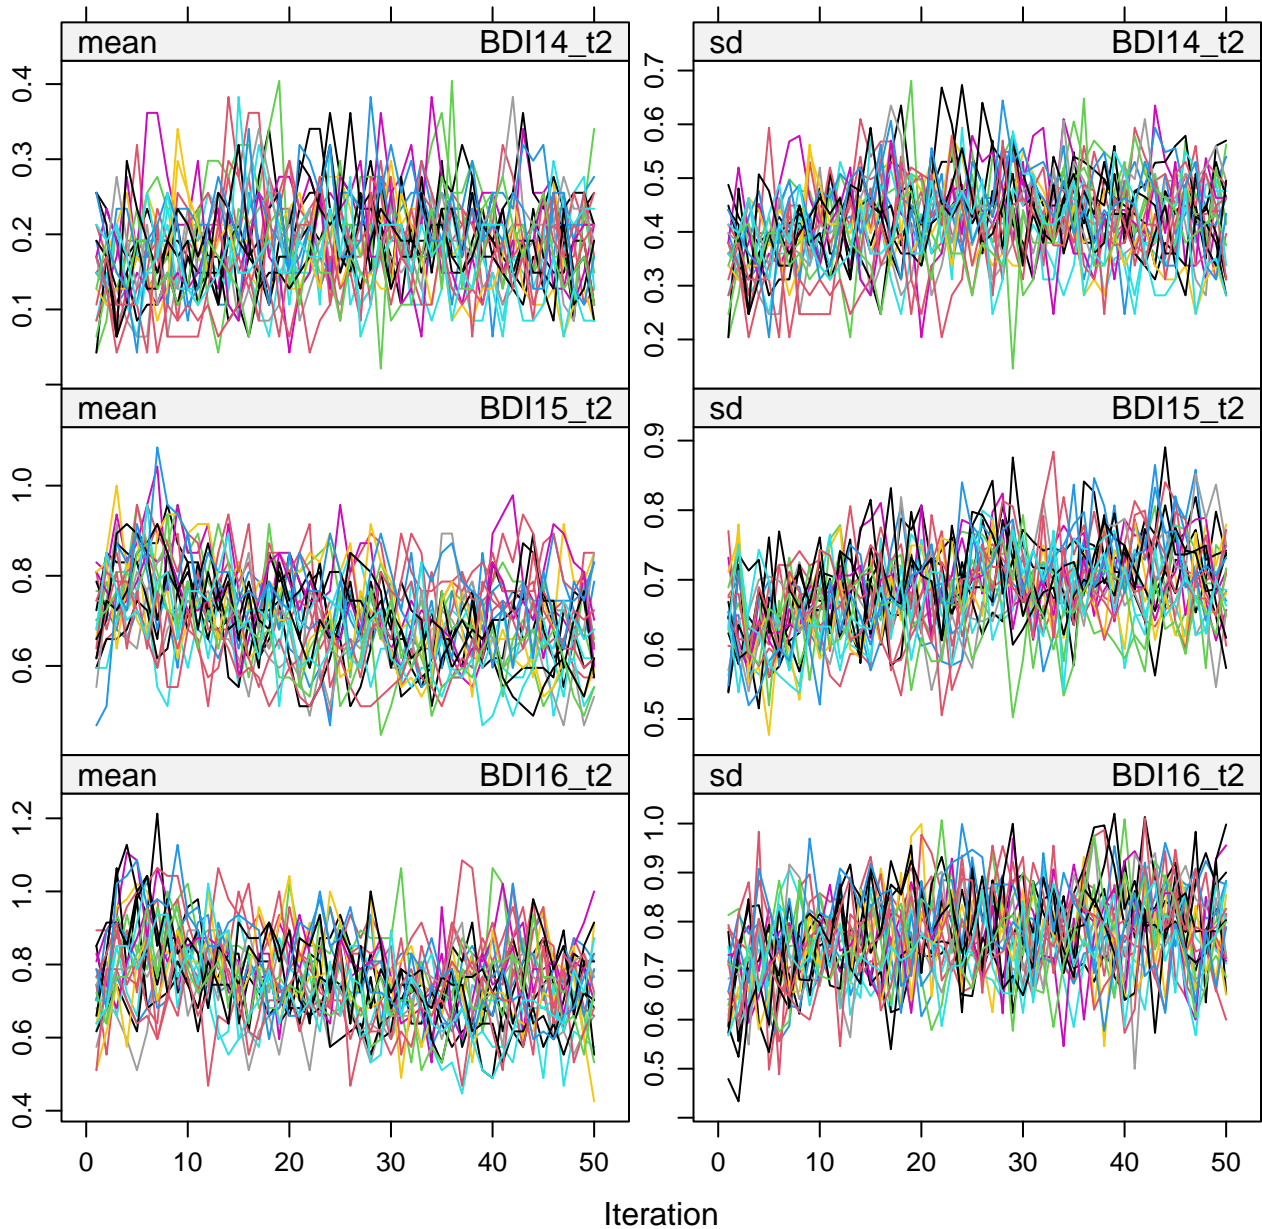 mean BDI14_t2 sd BDI14_t2
0.4 0.3 0.2 0.1
0.7 0.6 0.5 0.4 0.3 0.2
mean BDI15_t2 sd BDI15_t2
1.0 0.8 0.6
0.9 0.8 0.7 0.6 0.5
mean BDI16_t2 sd BDI16_t2
1.2 1.0 0.8 0.6 0.4
1.0 0.9 0.8 0.7 0.6 0.5
0 10 20 30 40 50 0 10 20 30 40 50
Iteration